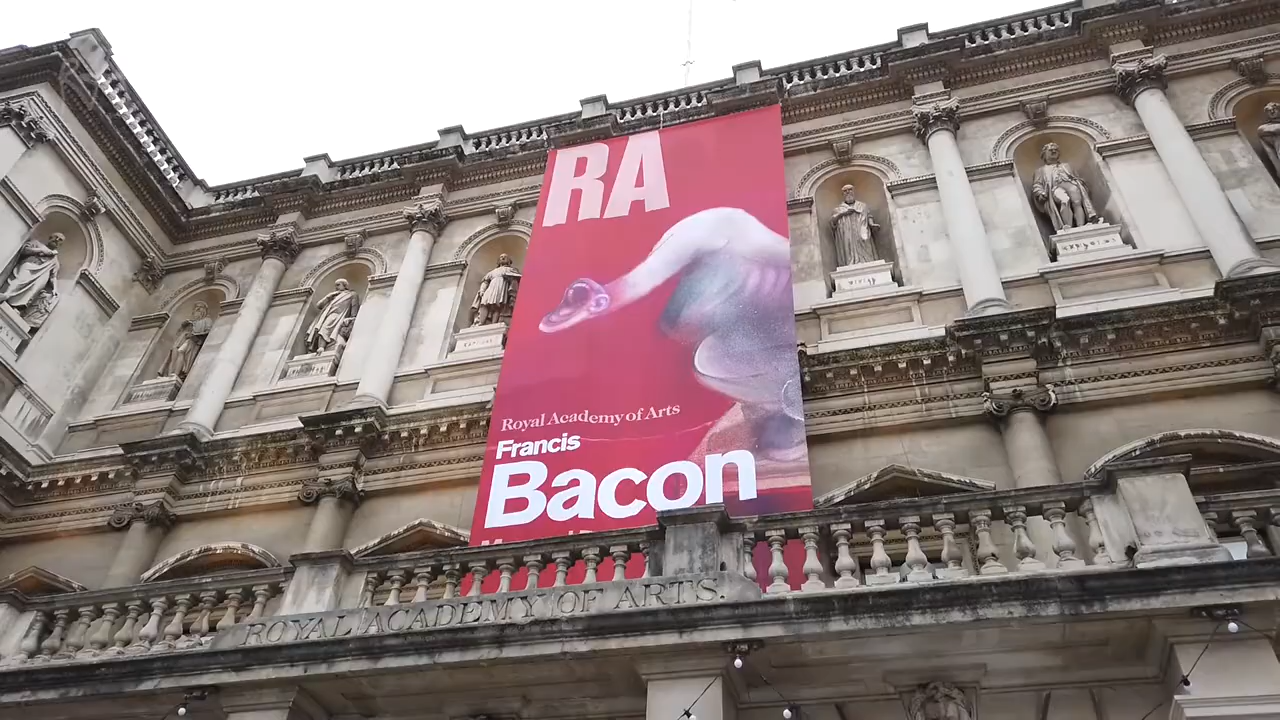 RA
Royal Academy of Arts
Francis
Bacon
ROYAL ACADEMY OF ARTS.